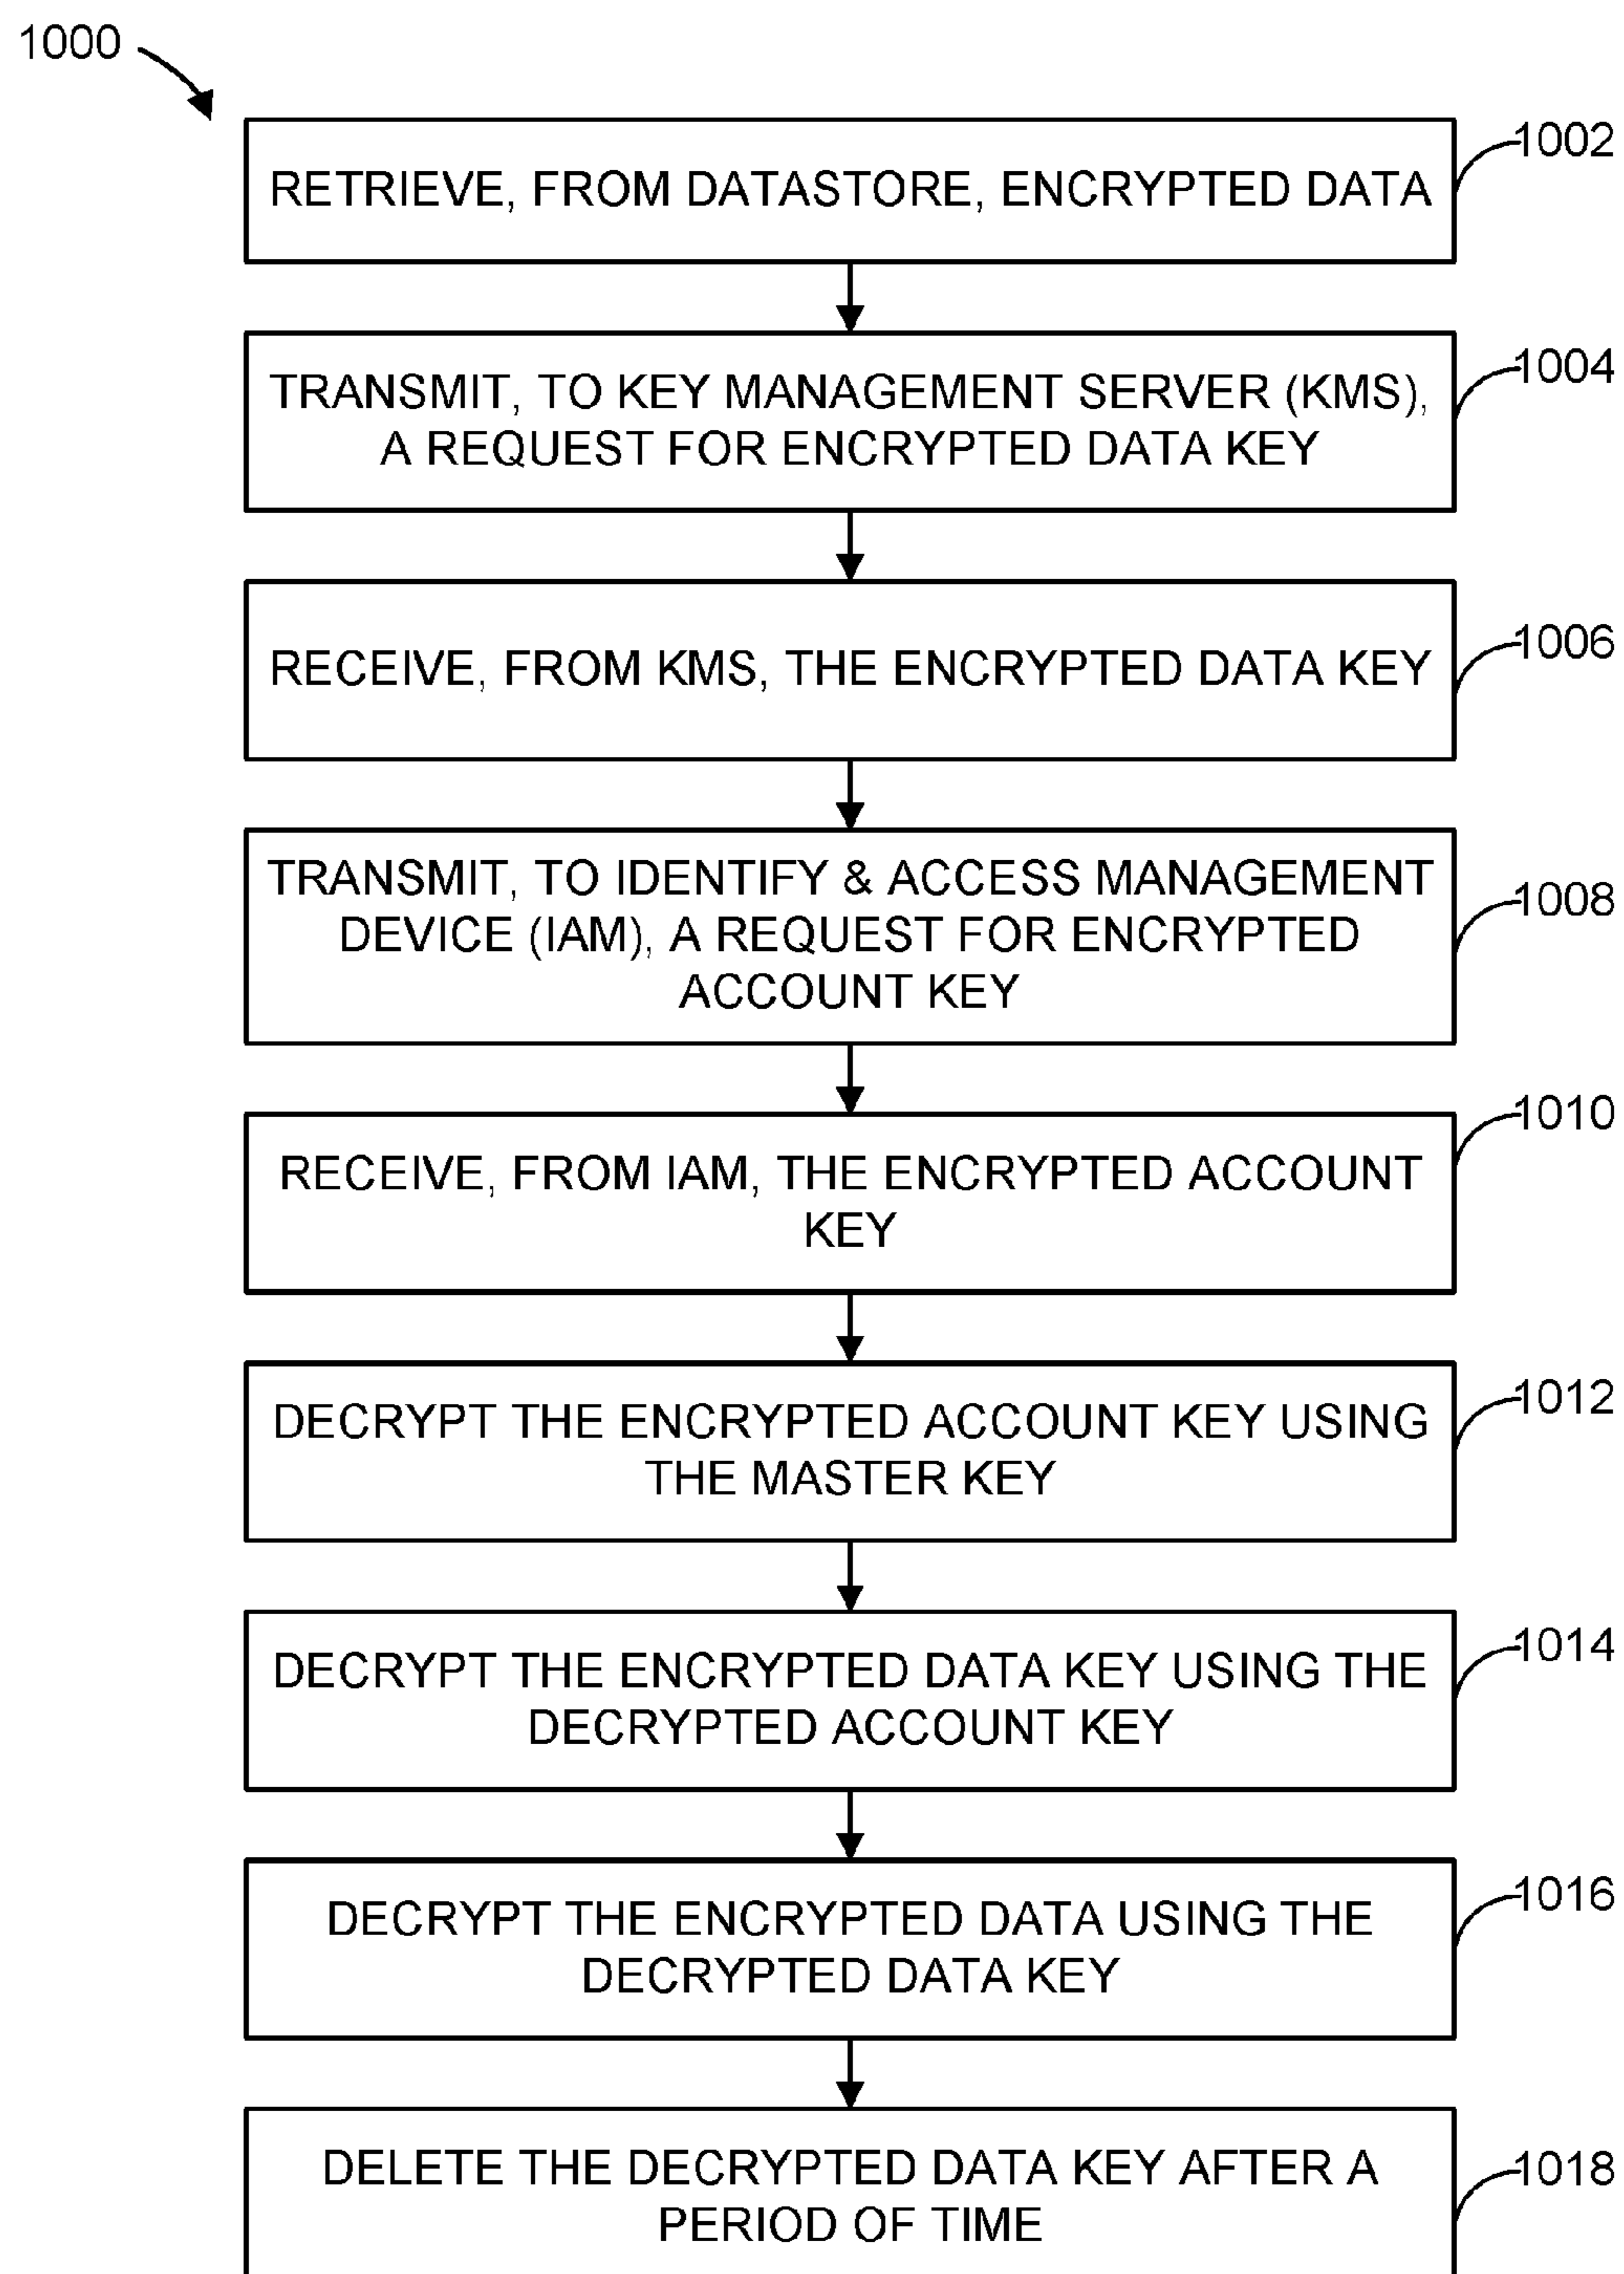 1000
1002
RETRIEVE, FROM DATASTORE, ENCRYPTED DATA
1004
TRANSMIT, TO KEY MANAGEMENT SERVER (KMS),
A REQUEST FOR ENCRYPTED DATA KEY
1006
RECEIVE, FROM KMS, THE ENCRYPTED DATA KEY
1008
TRANSMIT, TO IDENTIFY & ACCESS MANAGEMENT
DEVICE (IAM), A REQUEST FOR ENCRYPTED
ACCOUNT KEY
1010
RECEIVE, FROM IAM, THE ENCRYPTED ACCOUNT
KEY
1012
DECRYPT THE ENCRYPTED ACCOUNT KEY USING
THE MASTER KEY
1014
DECRYPT THE ENCRYPTED DATA KEY USING THE
DECRYPTED ACCOUNT KEY
1016
DECRYPT THE ENCRYPTED DATA USING THE
DECRYPTED DATA KEY
1018
DELETE THE DECRYPTED DATA KEY AFTER A
PERIOD OF TIME